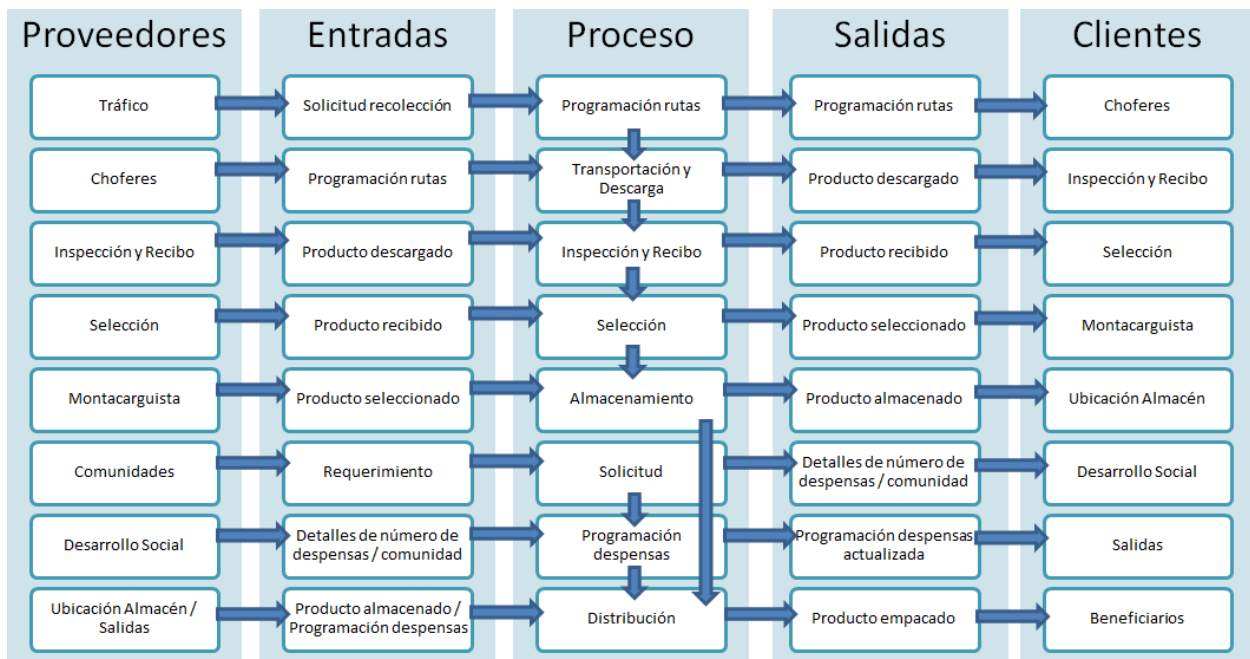 Proveedores
Entradas
Proceso
Salidas
Clientes
Tráfico
Solicitud recolección
Programación rutas
Programación rutas
Choferes
Choferes
Programación rutas
Transportación y
Descarga
Producto descargado
Inspección y Recibo
Inspección y Recibo
Producto descargado
Inspección y Recibo
Producto recibido
Selección
Selección
Producto recibido
Selección
Producto seleccionado
Montacarguista
Montacarguista
Producto seleccionado
Almacenamiento
Producto almacenado
Ubicación Almacén
Comunidades
Requerimiento
Solicitud
Detalles de número de
despensas / comunidad
Desarrollo Social
Desarrollo Social
Detalles de número de
despensas / comunidad
Programación
despensas
Programación despensas
actualizada
Salidas
Ubicación Almacén /
Salidas
Producto almacenado /
Programación despensas
Distribución
Producto empacado
Beneficiarios